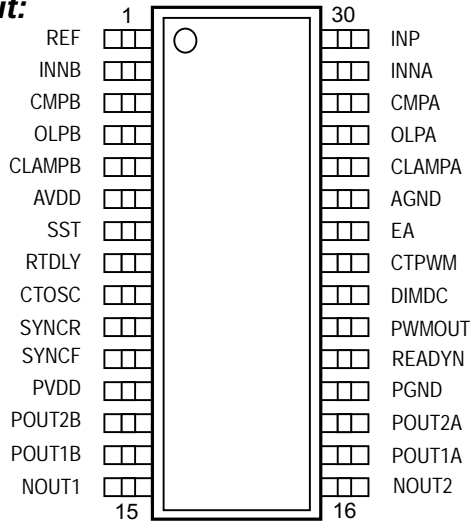 ut:
1 30
REF INP
INNB INNA
CMPB CMPA
OLPB OLPA
CLAMPB CLAMPA
AVDD AGND
SST EA
RTDLY CTPWM
CTOSC DIMDC
SYNCR PWMOUT
SYNCF READYN
PVDD PGND
POUT2B POUT2A
POUT1B POUT1A
NOUT1 NOUT2
15 16